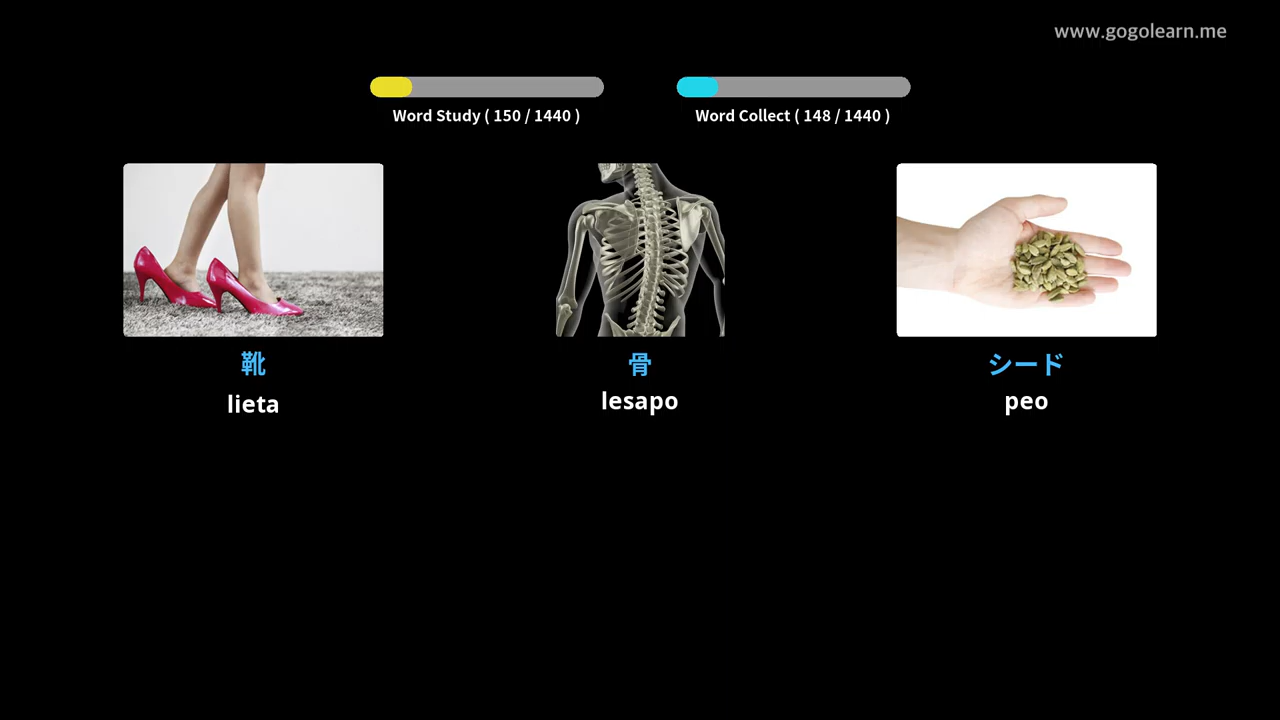 www.gogolearn.me
Word Study ( 150 / 1440 )
Word Collect ( 148 / 1440 )
靴
lieta
骨
lesapo
シード
peo